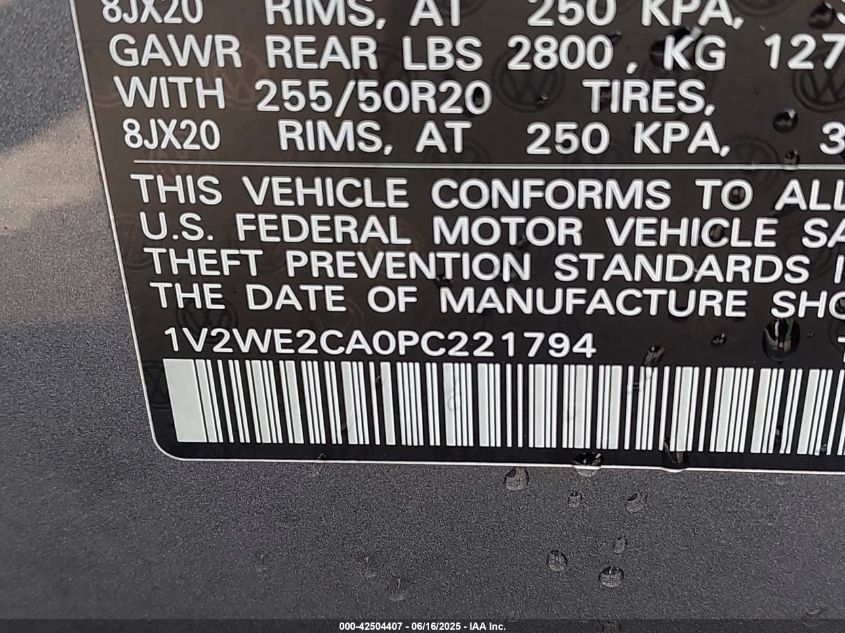 8JX20 RIMS, AT 250 KPA,
GAWR REAR LBS 2800, KG 127
WITH 255/50R20 TIRES,
8JX20 RIMS, AT 250 KPA, 3
THIS VEHICLE CONFORMS TO ALL
U.S. FEDERAL MOTOR VEHICLE SA
THEFT PREVENTION STANDARDS I
THE DATE OF MANUFACTURE SHO
1V2WE2CA0PC221794
000-42504407 - 06/16/2025 - IAA Inc.